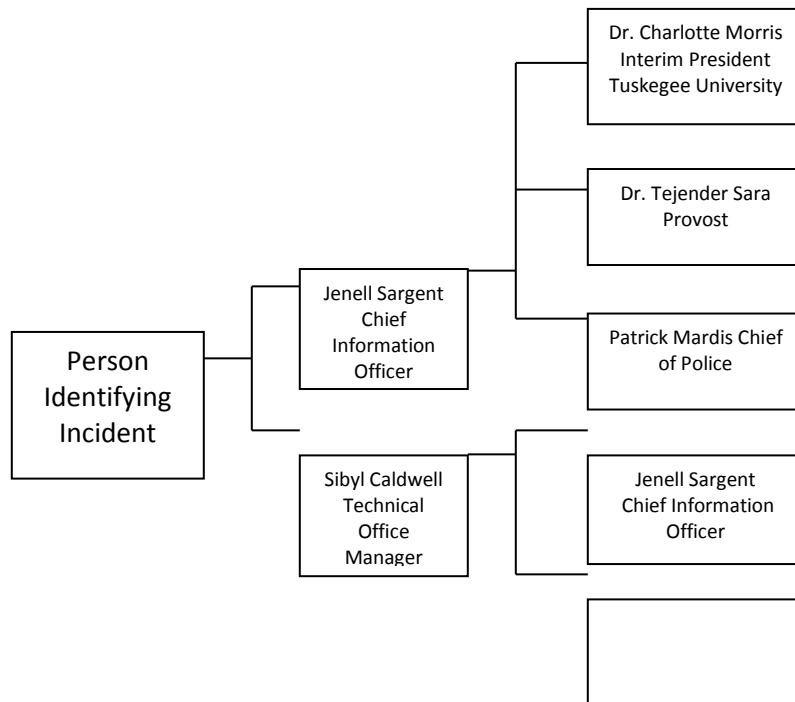 Dr. Charlotte Morris
Interim President
Tuskegee University
Dr. Tejender Sara
Provost
Jenell Sargent
Chief
Information
Officer
Person
Identifying
Incident
Patrick Mardis Chief
of Police
Sibyl Caldwell
Technical
Office
Manager
Jenell Sargent
Chief Information
Officer